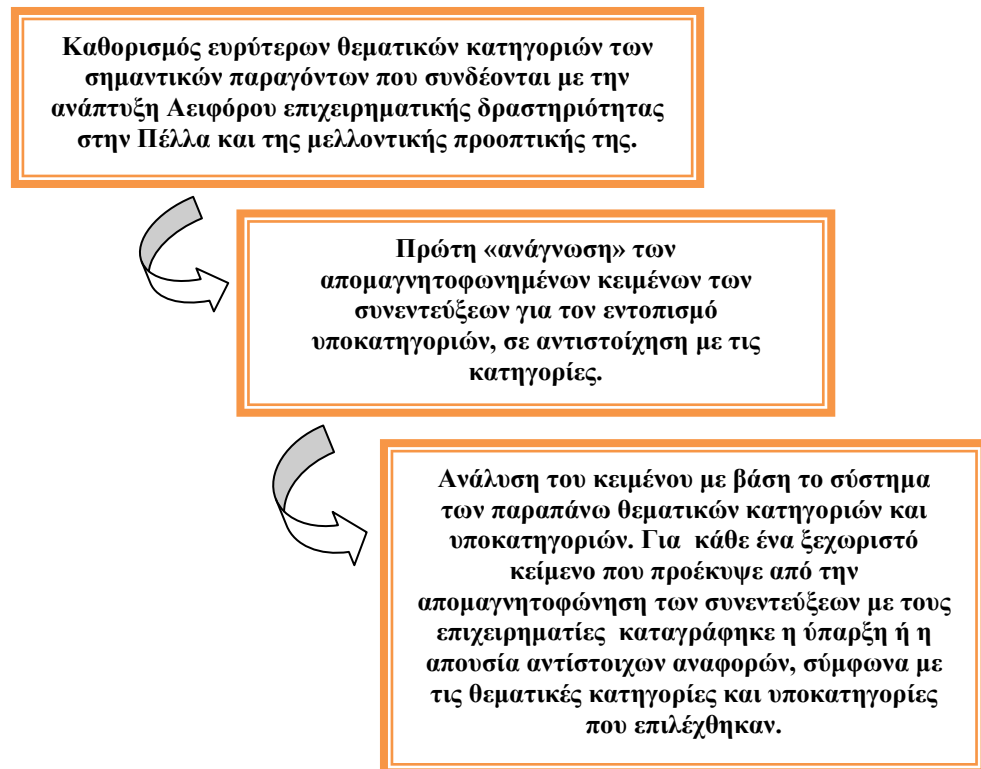 Καθορισμός ευρύτερων θεματικών κατηγοριών των
σημαντικών παραγόντων που συνδέονται με την
ανάπτυξη Αειφόρου επιχειρηματικής δραστηριότητας
στην Πέλλα και της μελλοντικής προοπτικής της.
Πρώτη «ανάγνωση» των
απομαγνητοφωνημένων κειμένων των
συνεντεύξεων για τον εντοπισμό
υποκατηγοριών, σε αντιστοίχηση με τις
κατηγορίες.
Ανάλυση του κειμένου με βάση το σύστημα
των παραπάνω θεματικών κατηγοριών και
υποκατηγοριών. Για κάθε ένα ξεχωριστό
κείμενο που προέκυψε από την
απομαγνητοφώνηση των συνεντεύξεων με τους
επιχειρηματίες καταγράφηκε η ύπαρξη ή η
απουσία αντίστοιχων αναφορών, σύμφωνα με
τις θεματικές κατηγορίες και υποκατηγορίες
που επιλέχθηκαν.